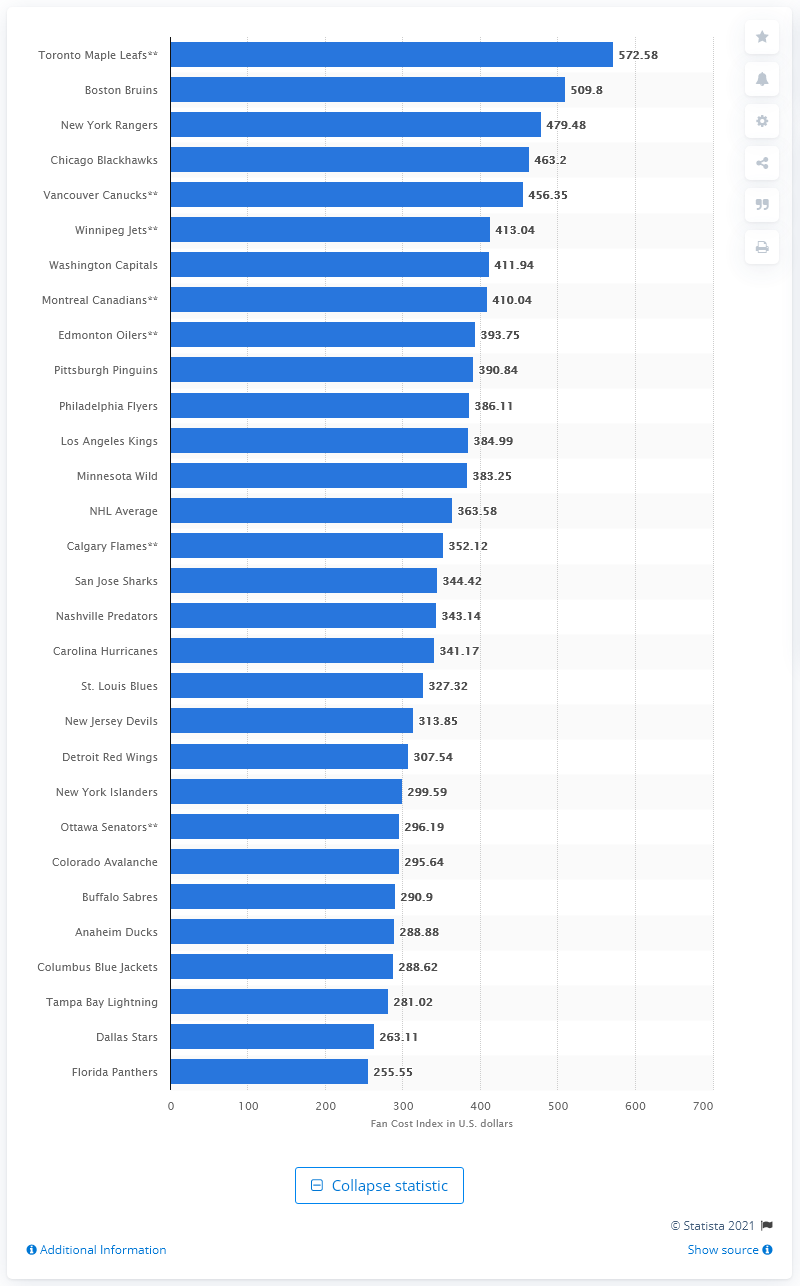 Toronto Maple Leafs** 572.58
Boston Bruins 509.8
New York Rangers 479.48
Chicago Blackhawks 463.2
Vancouver Canucks** 456.35
Winnipeg Jets** 413.04
Washington Capitals 411.94
Montreal Canadians** 410.04
Edmonton Oilers** 393.75
Pittsburgh Pinguins 390.84
Philadelphia Flyers 386.11
Los Angeles Kings 384.99
Minnesota Wild 383.25
NHL Average 363.58
Calgary Flames** 352.12
San Jose Sharks 344.42
Nashville Predators 343.14
Carolina Hurricanes 341.17
St. Louis Blues 327.32
New Jersey Devils 313.85
Detroit Red Wings 307.54
New York Islanders 299.59
Ottawa Senators** 296.19
Colorado Avalanche 295.64
Buffalo Sabres 290.9
Anaheim Ducks 288.88
Columbus Blue Jackets 288.62
Tampa Bay Lightning 281.02
Dallas Stars 263.11
Florida Panthers 255.55
0 100 200 300 400 500 600 700
Fan Cost Index in U.S. dollars
Collapse statistic
© Statista 2021
Additional Information Show source